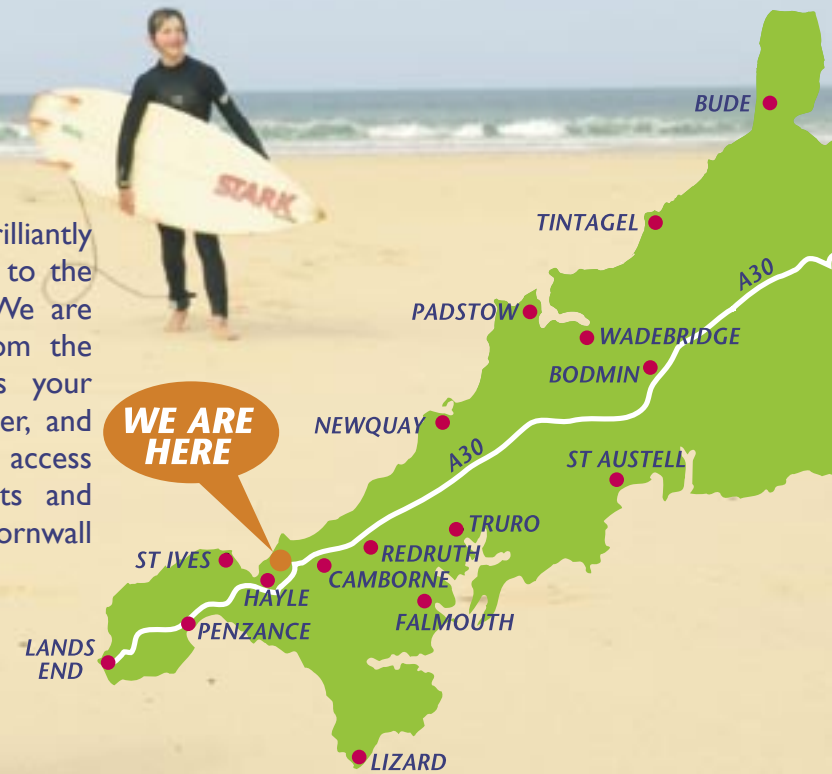 STARK
rilliantly
to the
We are
om the
s your
er, and
access
ts and
ornwall
WE ARE
HERE
BUDE
TINTAGEL
A30
PADSTOW
WADEBRIDGE
BODMIN
NEWQUAY
A30
ST AUSTELL
TRURO
REDRUTH
ST IVES
CAMBORNE
HAYLE
FALMOUTH
PENZANCE
LANDS
END
LIZARD